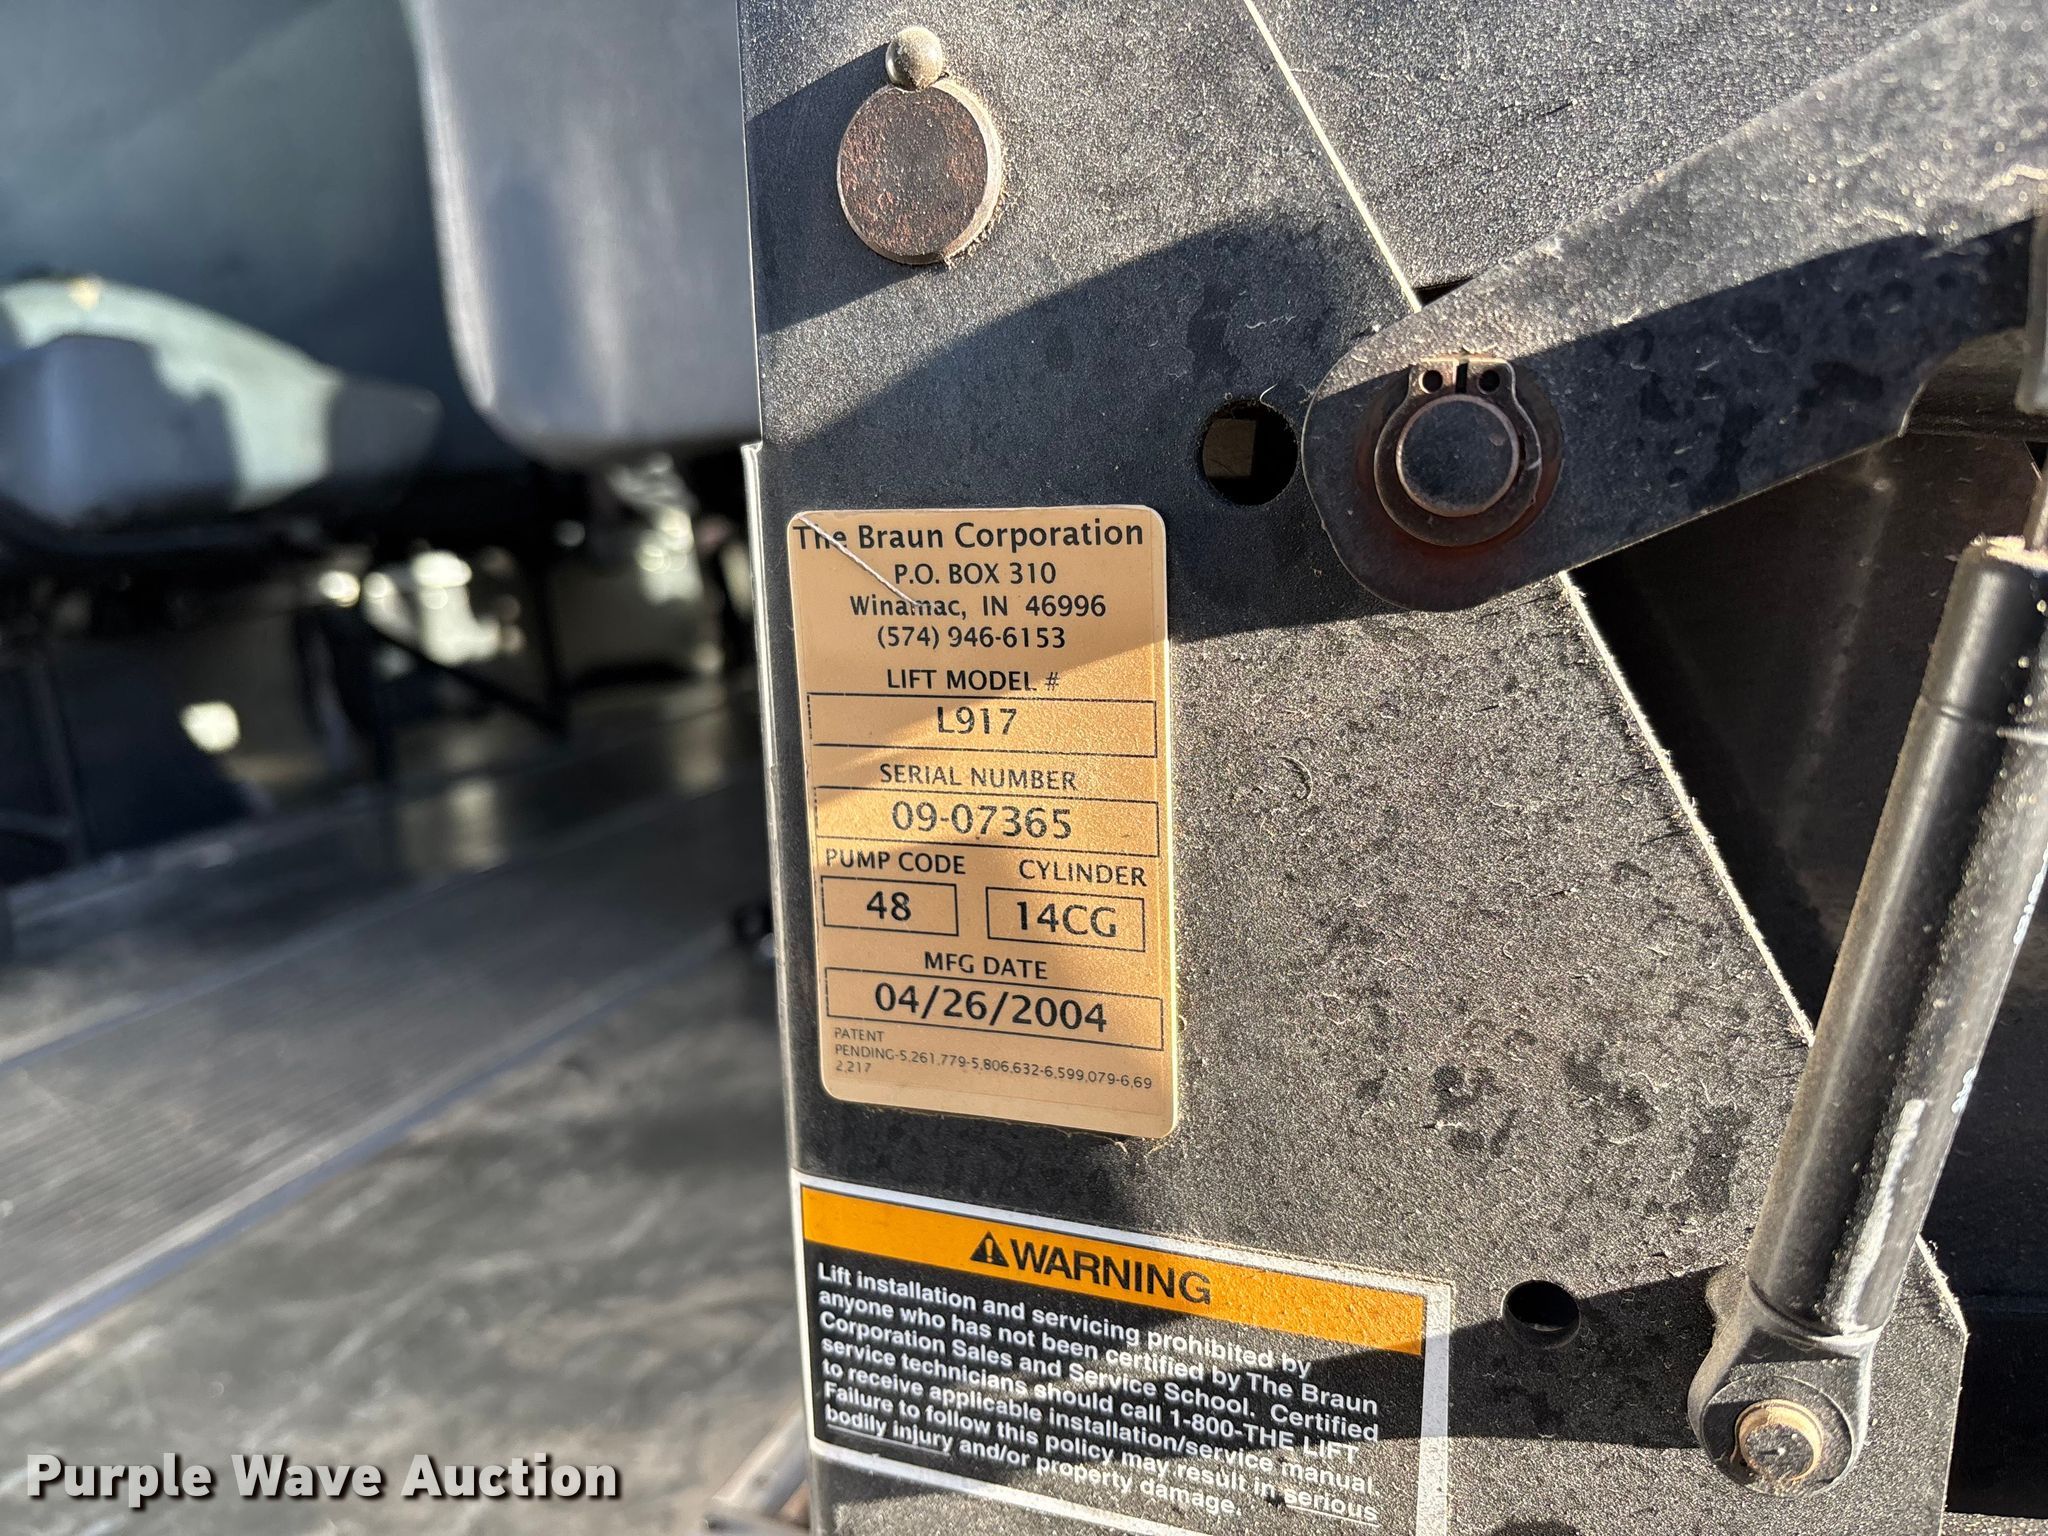 The Braun Corporation
P.O. BOX 310
Winamac, IN 46996
(574) 946-6153
LIFT MODEL #
L917
SERIAL NUMBER
09-07365
PUMP CODE CYLINDER
48 14CG
MFG DATE
04/26/2004
PATENT
PENDING-5,261,779-5,806,632-6,599,079-6,69
2,217
WARNING
Lift installation and servicing prohibited by
anyone who has not been certified by The Braun
Corporation Sales and Service School. Certified
service technicians should call 1-800-THE LIFT
to receive applicable installation/service manual.
Failure to follow this policy may result in serious
bodily injury and/or property damage.
Purple Wave Auction